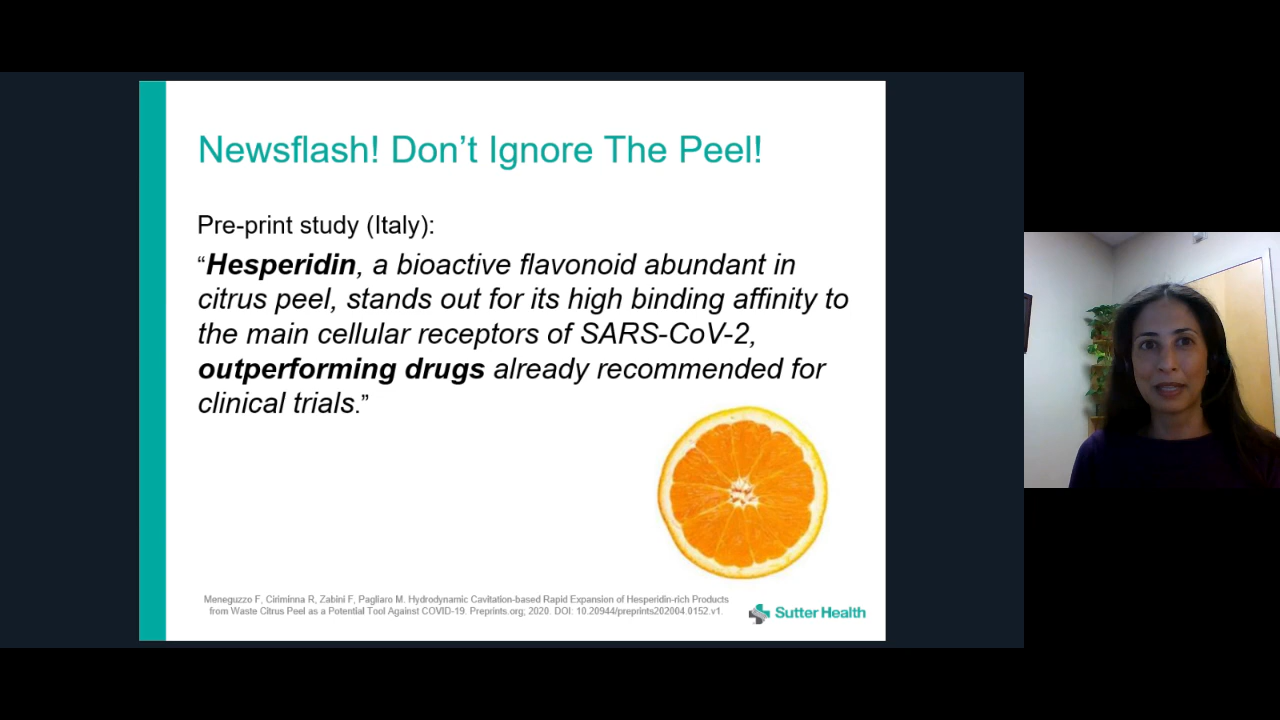 Newsflash! Don't Ignore The Peel!
Pre-print study (Italy):
“Hesperidin, a bioactive flavonoid abundant in
citrus peel, stands out for its high binding affinity to
the main cellular receptors of SARS-CoV-2,
outperforming drugs already recommended for
clinical trials.”
Meneguzzo F, Ciriminna R, Zabini F, Pagliaro M. Hydrodynamic Cavitation-based Rapid Expansion of Hesperidin-rich Products
from Waste Citrus Peel as a Potential Tool Against COVID-19. Preprints.org; 2020. DOI: 10.20944/preprints202004.0152.v1.
Sutter Health